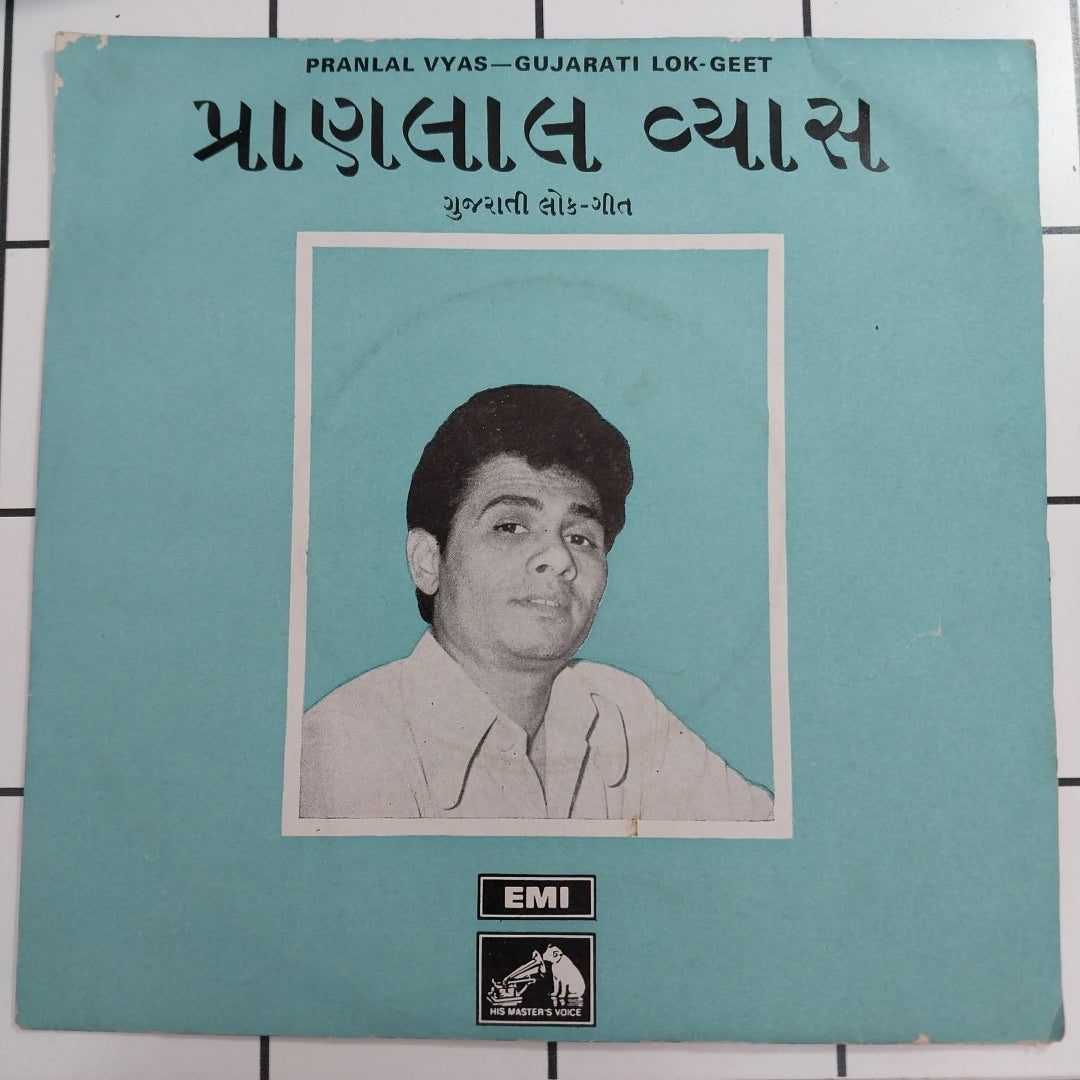 PRANLAL VYAS—GUJARATI LOK-GEET
પ્રાણલાલ વ્યાસ
ગુજરાતી લોક-ગીત
EMI
HIS MASTER'S VOICE